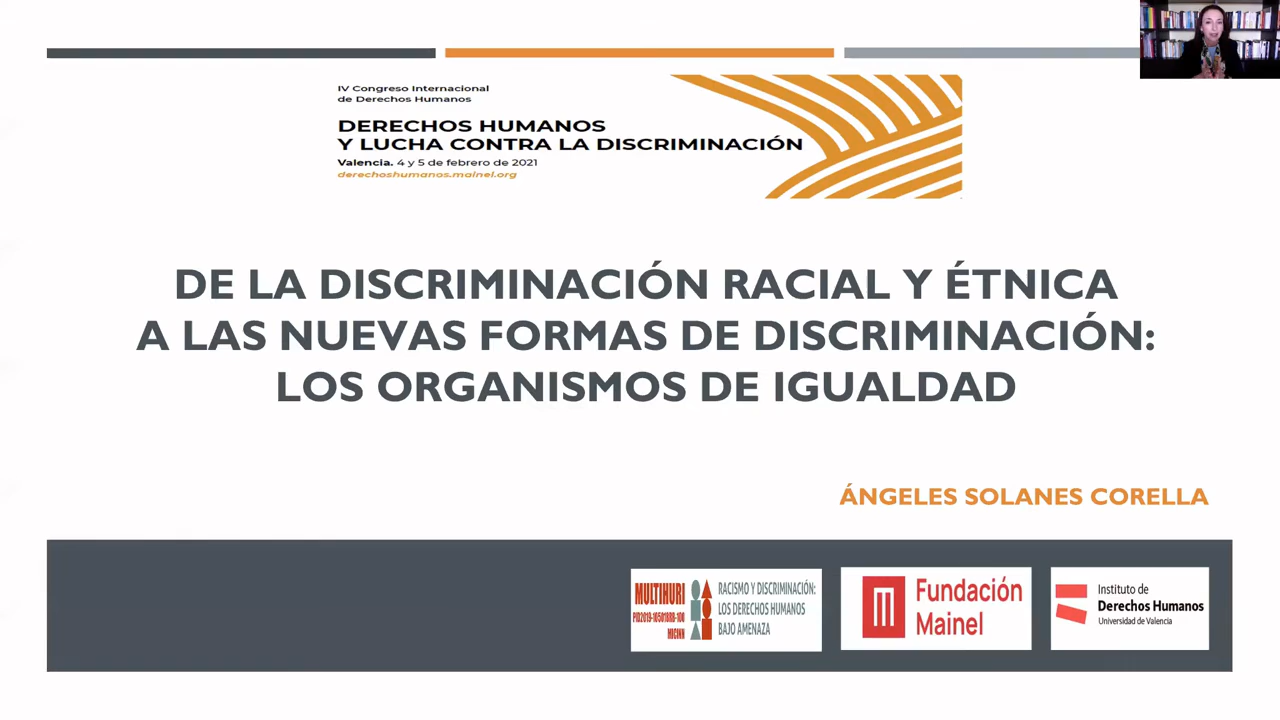 IV Congreso Internacional
de Derechos Humanos
DERECHOS HUMANOS
Y LUCHA CONTRA LA DISCRIMINACIÓN
Valencia. 4 y 5 de febrero de 2021
derechoshumanos.mainel.org
DE LA DISCRIMINACIÓN RACIAL Y ÉTNICA
A LAS NUEVAS FORMAS DE DISCRIMINACIÓN:
LOS ORGANISMOS DE IGUALDAD
ÁNGELES SOLANES CORELLA
MULTIHURI
MICINN
RACISMO Y DISCRIMINACIÓN:
LOS DERECHOS HUMANOS
BAJO AMENAZA
Fundación
Mainel
Instituto de
Derechos Humanos
Universidad de Valencia